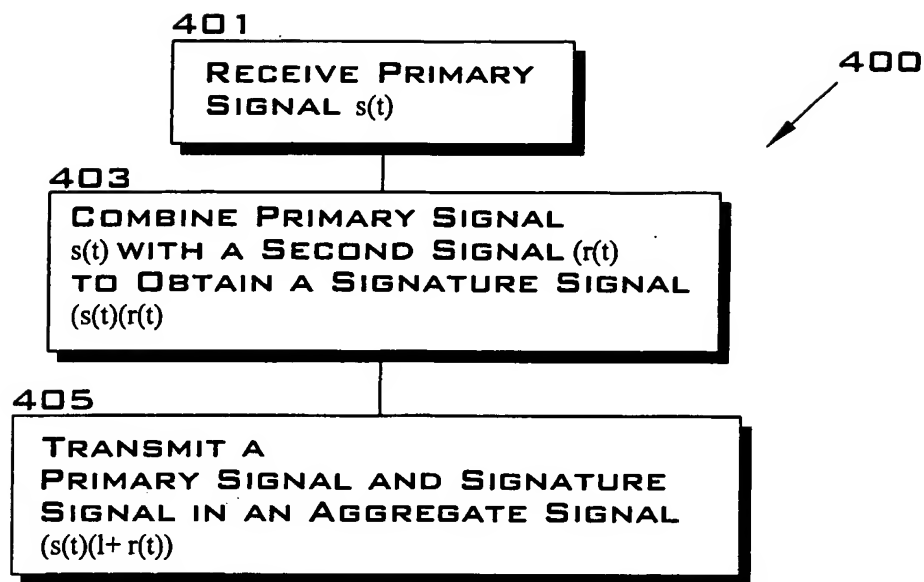 401
RECEIVE PRIMARY
SIGNAL s(t)
400
403
COMBINE PRIMARY SIGNAL
s(t) WITH A SECOND SIGNAL (r(t)
TO OBTAIN A SIGNATURE SIGNAL
(s(t)(r(t)
405
TRANSMIT A
PRIMARY SIGNAL AND SIGNATURE
SIGNAL IN AN AGGREGATE SIGNAL
(s(t)(l+ r(t))